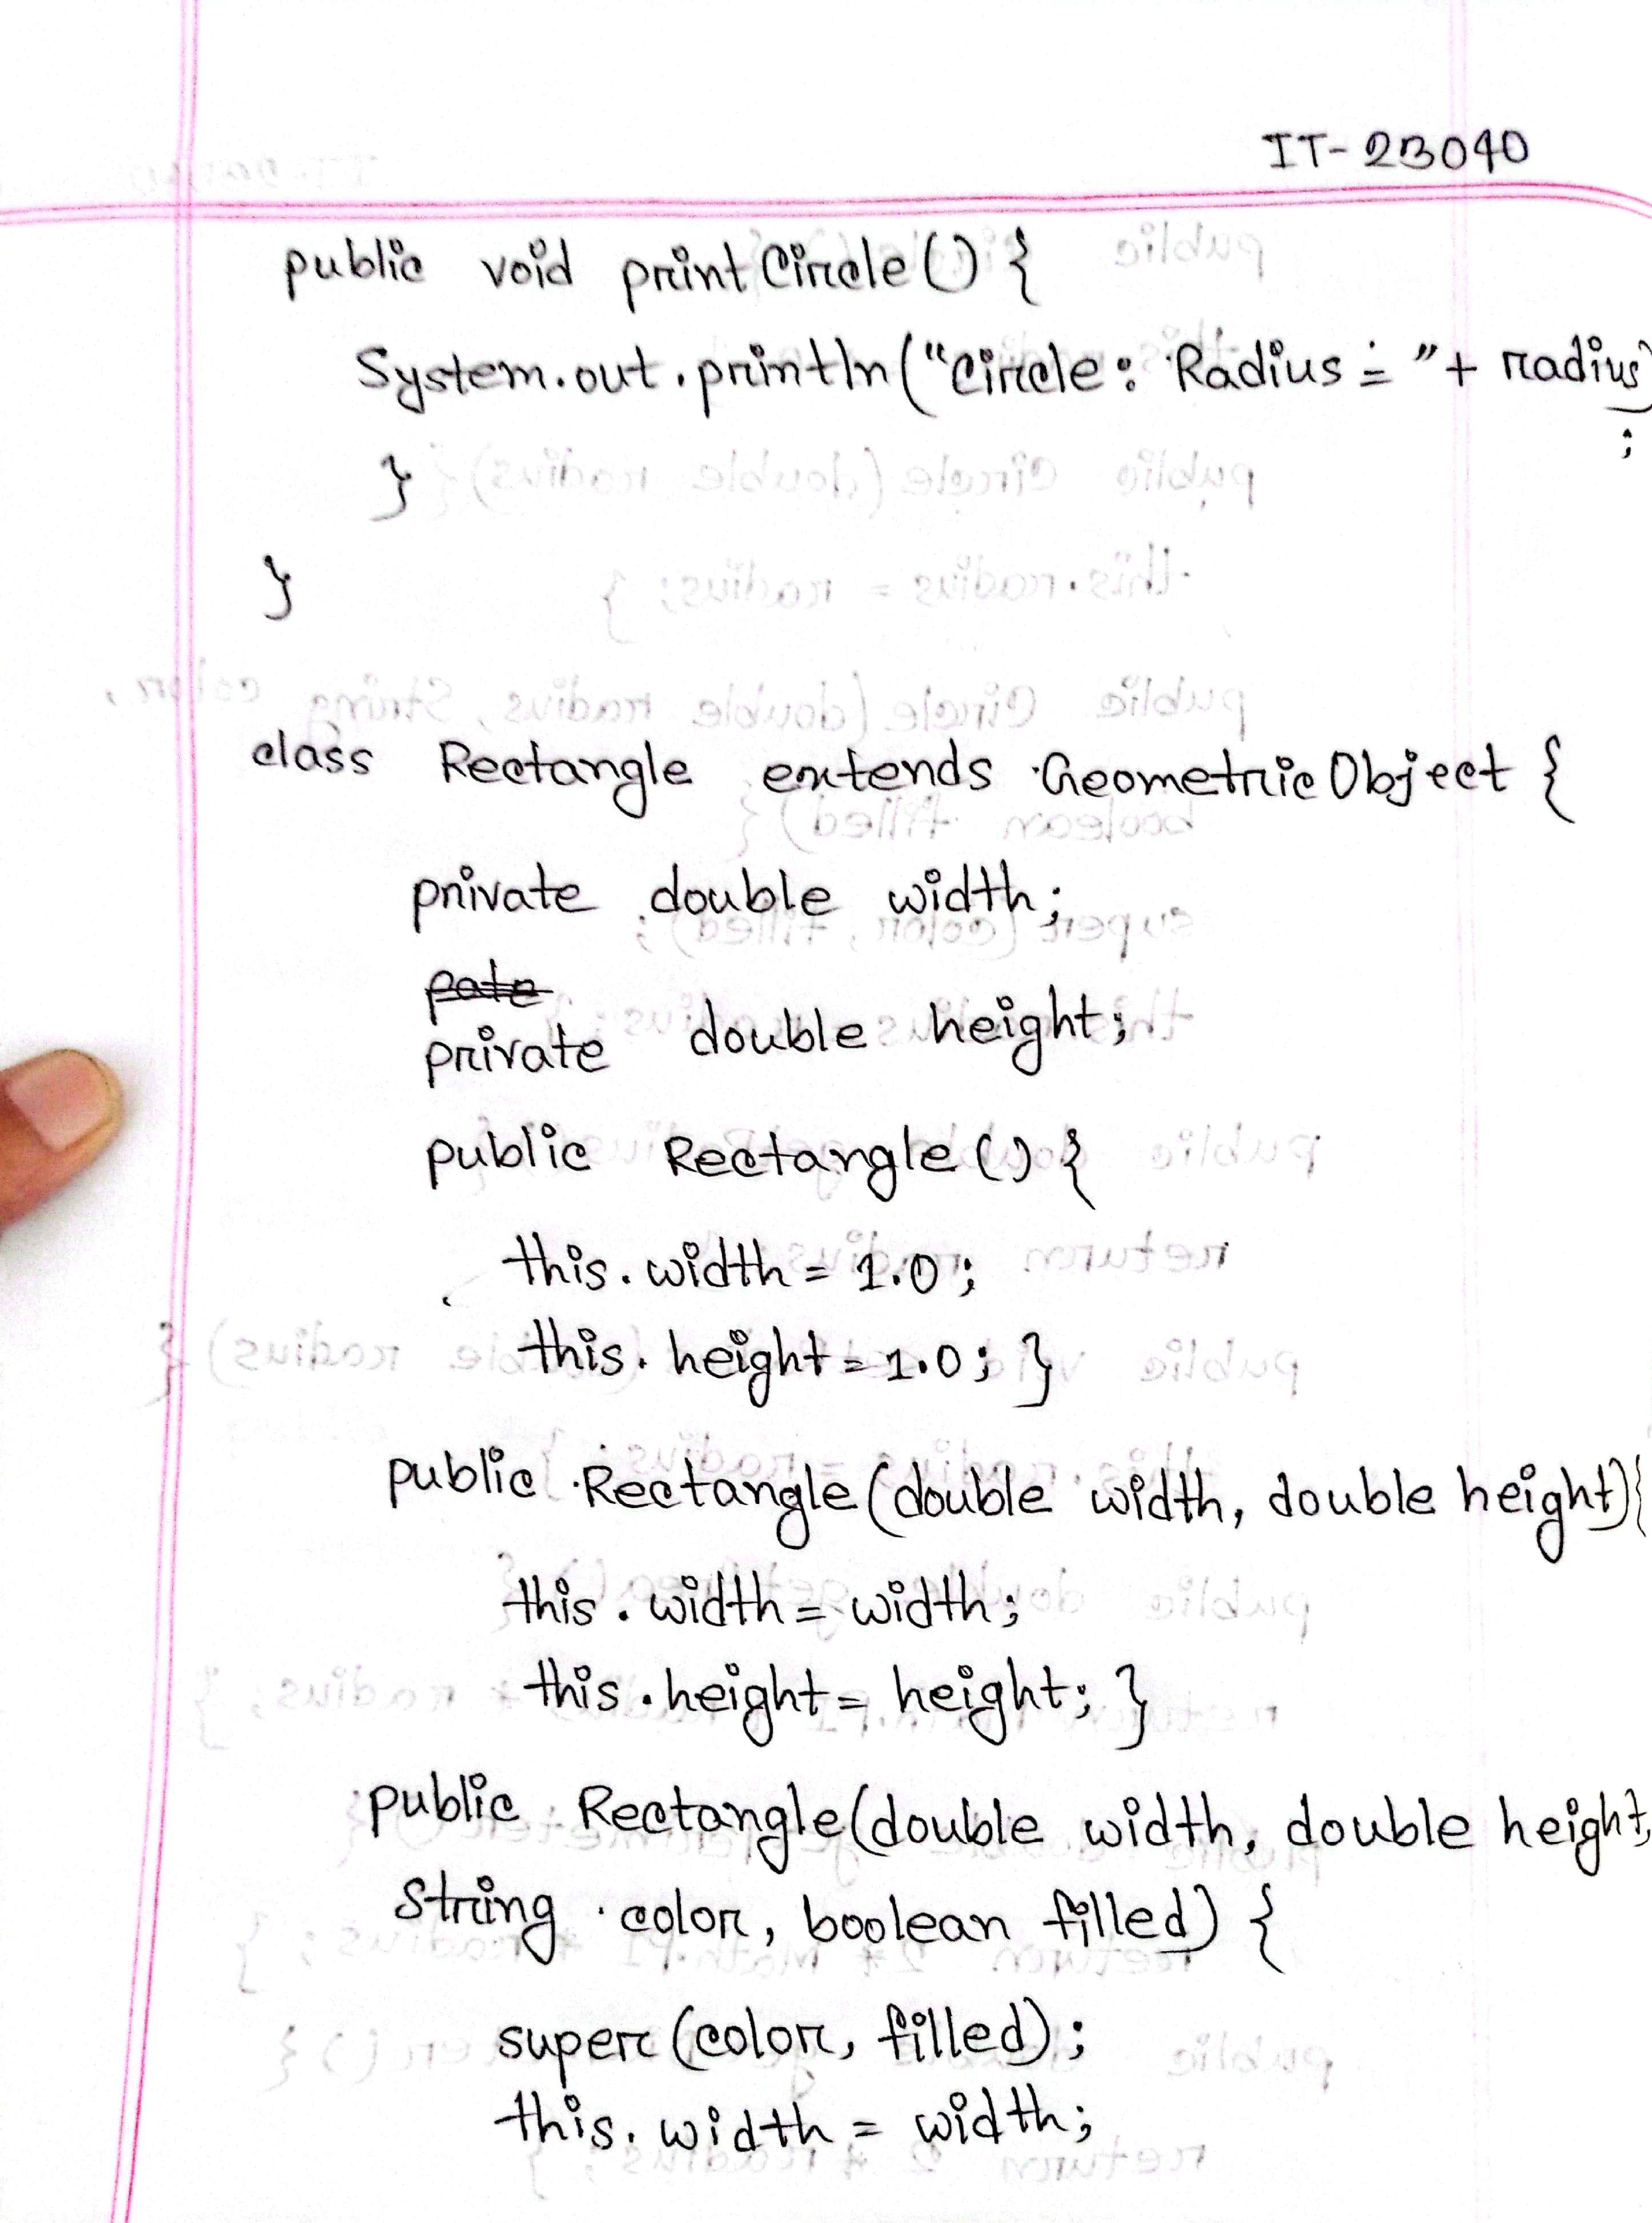 IT-23040
public void printCircle() {
System.out.println("Circle: Radius = "+ radius)
;
}
}
class Rectangle extends GeometricObject {
private double width;
private double height;
public Rectangle() {
this.width = 1.0;
this.height = 1.0; }
public Rectangle(double width, double height){
this.width = width;
this.height = height; }
public Rectangle(double width, double height,
String color, boolean filled) {
super(color, filled);
this.width = width;